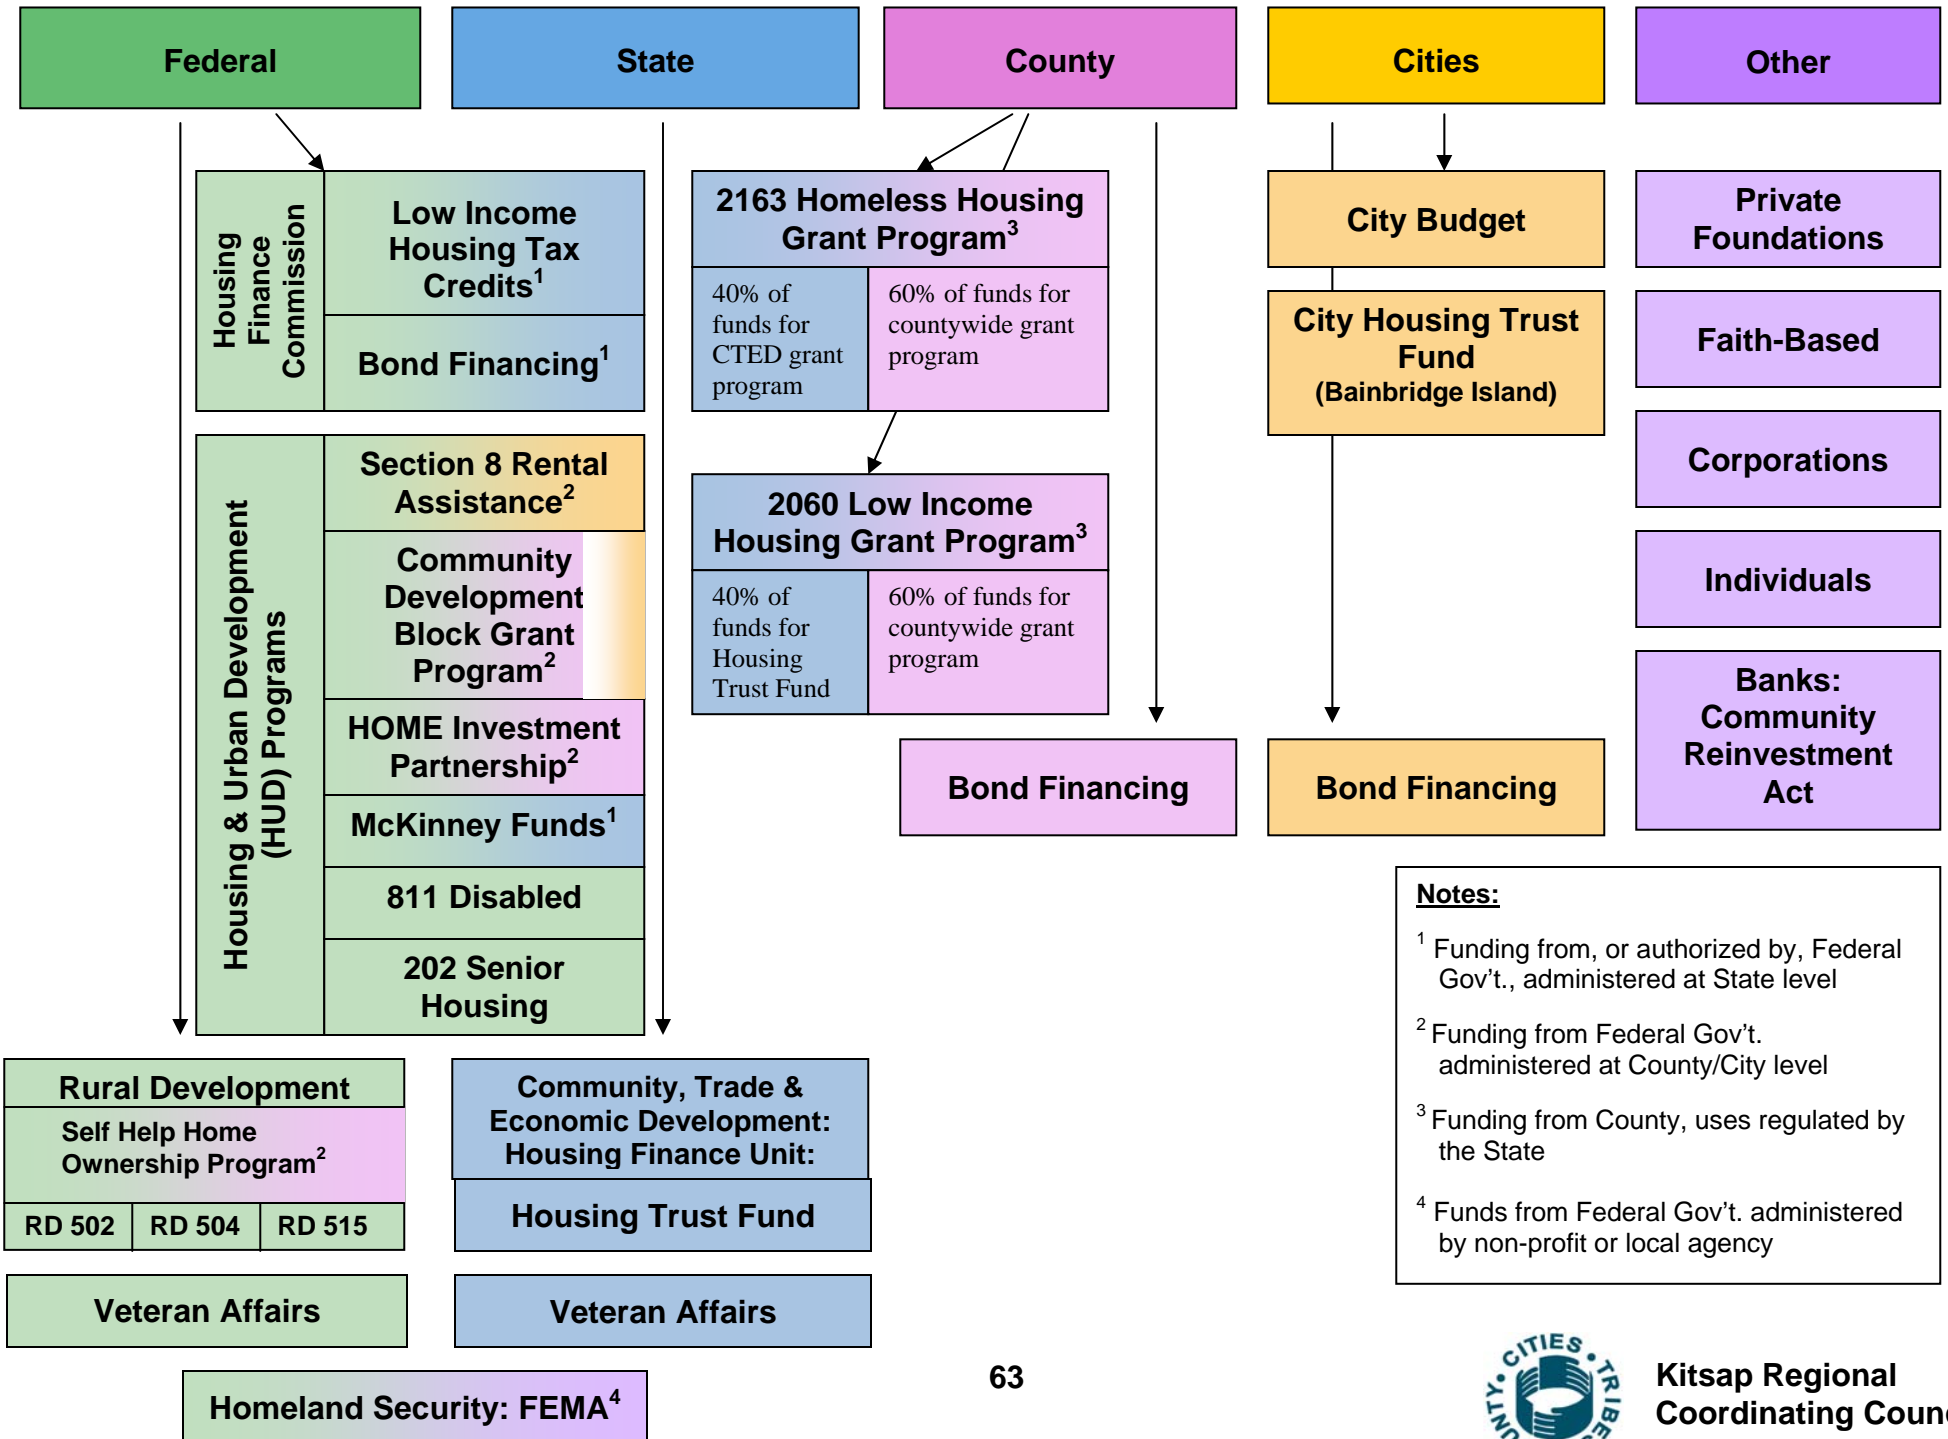 Federal
State
County
Cities
Other
Housing
Finance
Commission
Low Income
Housing Tax
Credits1
Bond Financing1
Housing & Urban Development
(HUD) Programs
Section 8 Rental
Assistance2
Community
Development
Block Grant
Program2
HOME Investment
Partnership2
McKinney Funds1
811 Disabled
202 Senior
Housing
Rural Development
Self Help Home
Ownership Program2
RD 502
RD 504
RD 515
Veteran Affairs
Community, Trade &
Economic Development:
Housing Finance Unit:
Housing Trust Fund
Veteran Affairs
Homeland Security: FEMA4
2163 Homeless Housing
Grant Program3
40% of
funds for
CTED grant
program
60% of funds for
countywide grant
program
2060 Low Income
Housing Grant Program3
40% of
funds for
Housing
Trust Fund
60% of funds for
countywide grant
program
Bond Financing
City Budget
City Housing Trust
Fund
(Bainbridge Island)
Bond Financing
Private
Foundations
Faith-Based
Corporations
Individuals
Banks:
Community
Reinvestment
Act
Notes:
1 Funding from, or authorized by, Federal
Gov’t., administered at State level
2 Funding from Federal Gov’t.
administered at County/City level
3 Funding from County, uses regulated by
the State
4 Funds from Federal Gov’t. administered
by non-profit or local agency
63
CITIES • TRIBES
Kitsap Regional
Coordinating